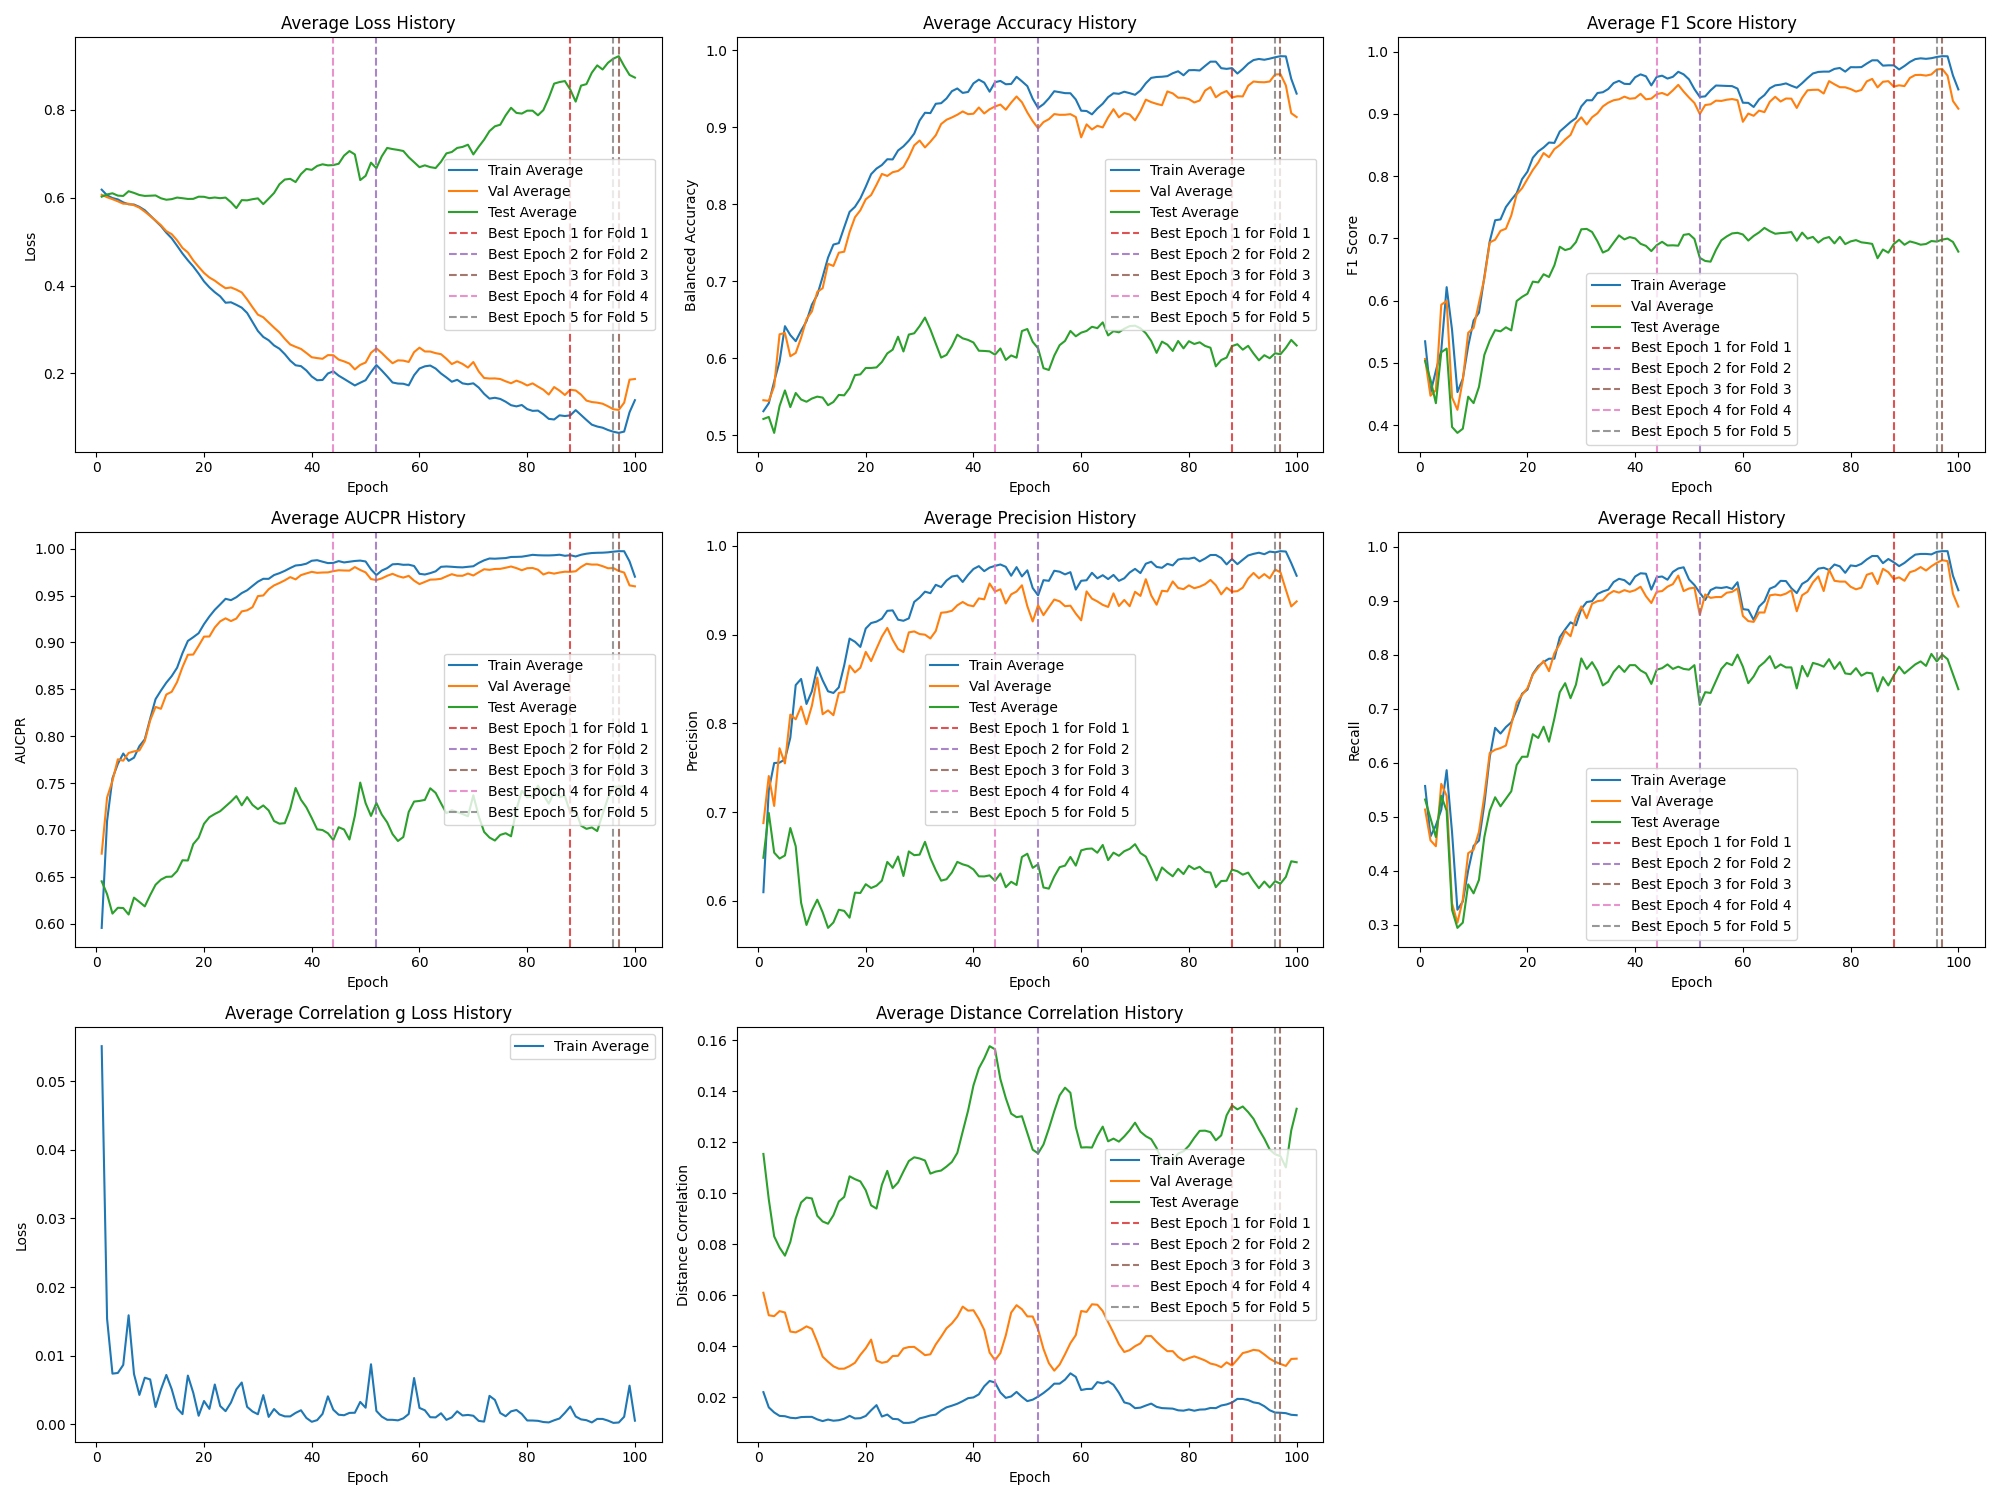 Average Loss History
Loss
0.8
0.6
0.4
0.2
0 20 40 60 80 100
Epoch
Train Average
Val Average
Test Average
Best Epoch 1 for Fold 1
Best Epoch 2 for Fold 2
Best Epoch 3 for Fold 3
Best Epoch 4 for Fold 4
Best Epoch 5 for Fold 5
Average Accuracy History
Balanced Accuracy
1.0
0.9
0.8
0.7
0.6
0.5
0 20 40 60 80 100
Epoch
Train Average
Val Average
Test Average
Best Epoch 1 for Fold 1
Best Epoch 2 for Fold 2
Best Epoch 3 for Fold 3
Best Epoch 4 for Fold 4
Best Epoch 5 for Fold 5
Average F1 Score History
F1 Score
1.0
0.9
0.8
0.7
0.6
0.5
0.4
0 20 40 60 80 100
Epoch
Train Average
Val Average
Test Average
Best Epoch 1 for Fold 1
Best Epoch 2 for Fold 2
Best Epoch 3 for Fold 3
Best Epoch 4 for Fold 4
Best Epoch 5 for Fold 5
Average AUCPR History
AUCPR
1.00
0.95
0.90
0.85
0.80
0.75
0.70
0.65
0.60
0 20 40 60 80 100
Epoch
Train Average
Val Average
Test Average
Best Epoch 1 for Fold 1
Best Epoch 2 for Fold 2
Best Epoch 3 for Fold 3
Best Epoch 4 for Fold 4
Best Epoch 5 for Fold 5
Average Precision History
Precision
1.0
0.9
0.8
0.7
0.6
0 20 40 60 80 100
Epoch
Train Average
Val Average
Test Average
Best Epoch 1 for Fold 1
Best Epoch 2 for Fold 2
Best Epoch 3 for Fold 3
Best Epoch 4 for Fold 4
Best Epoch 5 for Fold 5
Average Recall History
Recall
1.0
0.9
0.8
0.7
0.6
0.5
0.4
0.3
0 20 40 60 80 100
Epoch
Train Average
Val Average
Test Average
Best Epoch 1 for Fold 1
Best Epoch 2 for Fold 2
Best Epoch 3 for Fold 3
Best Epoch 4 for Fold 4
Best Epoch 5 for Fold 5
Average Correlation g Loss History
Loss
0.05
0.04
0.03
0.02
0.01
0.00
0 20 40 60 80 100
Epoch
Train Average
Average Distance Correlation History
Distance Correlation
0.16
0.14
0.12
0.10
0.08
0.06
0.04
0.02
0 20 40 60 80 100
Epoch
Train Average
Val Average
Test Average
Best Epoch 1 for Fold 1
Best Epoch 2 for Fold 2
Best Epoch 3 for Fold 3
Best Epoch 4 for Fold 4
Best Epoch 5 for Fold 5